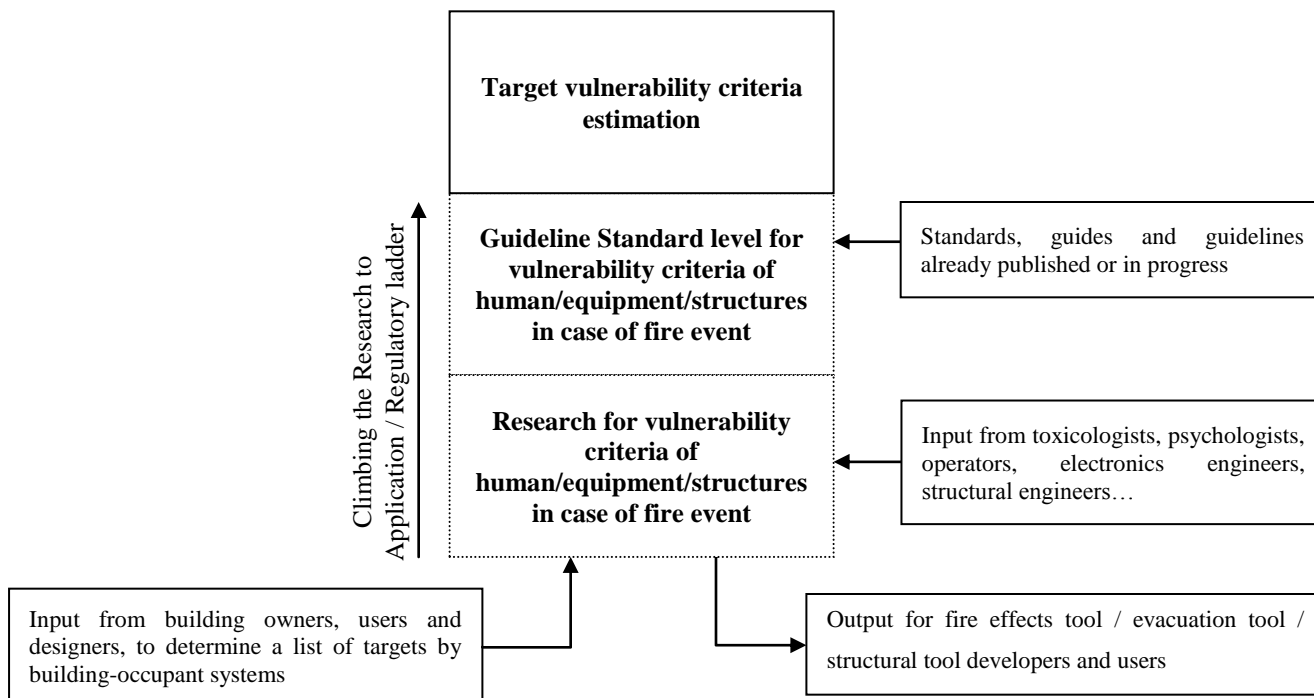 Target vulnerability criteria
estimation
Guideline Standard level for
vulnerability criteria of
human/equipment/structures
in case of fire event
Standards, guides and guidelines
already published or in progress
Climbing the Research to
Application / Regulatory ladder
Research for vulnerability
criteria of
human/equipment/structures
in case of fire event
Input from toxicologists, psychologists,
operators, electronics engineers,
structural engineers…
Input from building owners, users and
designers, to determine a list of targets by
building-occupant systems
Output for fire effects tool / evacuation tool /
structural tool developers and users